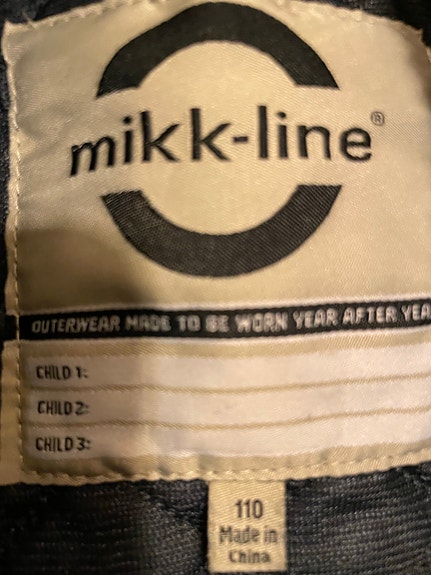 mikk-line®
OUTERWEAR MADE TO BE WORN YEAR AFTER YEA
CHILD 1:
CHILD 2:
CHILD 3:
110
Made in
China